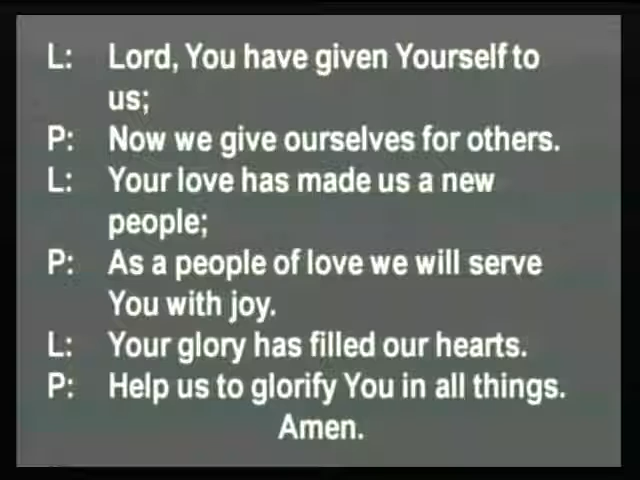 L: Lord, You have given Yourself to
us;
P: Now we give ourselves for others.
L: Your love has made us a new
people;
P: As a people of love we will serve
You with joy.
L: Your glory has filled our hearts.
P: Help us to glorify You in all things.
Amen.